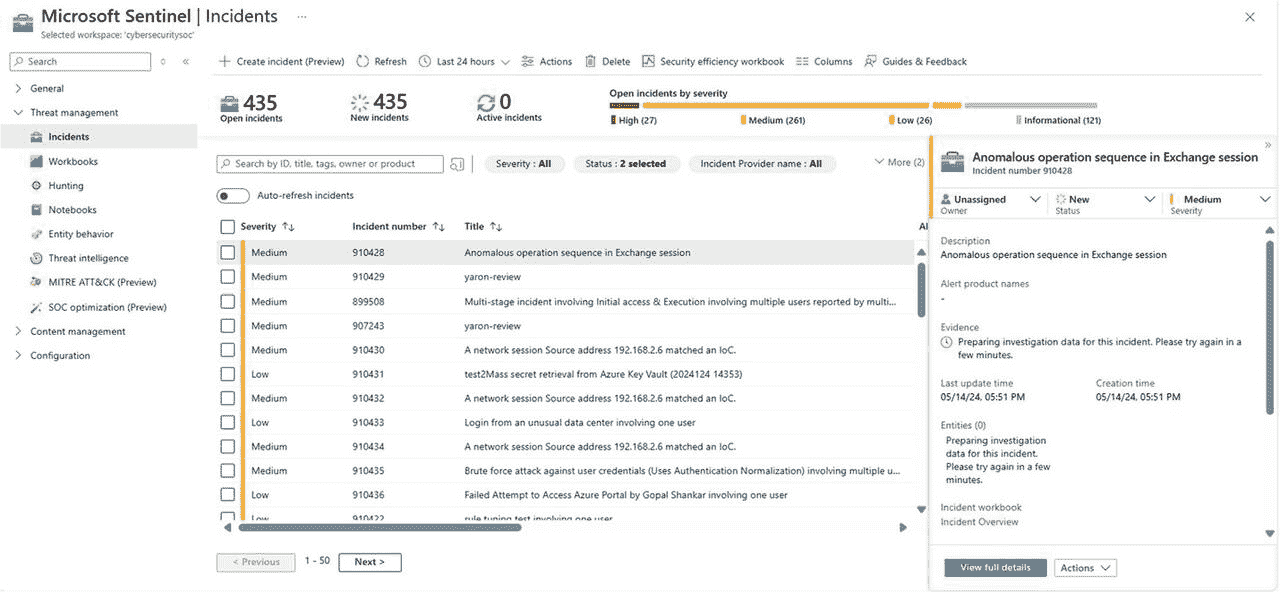 Microsoft Sentinel | Incidents ...
Selected workspace: 'cybersecuritysoc'
Search
General
Threat management
Incidents
Workbooks
Hunting
Notebooks
Entity behavior
Threat intelligence
MITRE ATT&CK (Preview)
SOC optimization (Preview)
Content management
Configuration
Create incident (Preview) Refresh Last 24 hours Actions Delete Security efficiency workbook Columns Guides & Feedback
435
Open incidents
435
New incidents
0
Active incidents
Open incidents by severity
High (27) Medium (261) Low (26) Informational (121)
Search by ID, title, tags, owner or product
Severity : All
Status : 2 selected
Incident Provider name : All
More (2)
Auto-refresh incidents
Severity Incident number Title Al
Medium 910428 Anomalous operation sequence in Exchange session
Medium 910429 yaron-review
Medium 899508 Multi-stage incident involving Initial access & Execution involving multiple users reported by multi...
Medium 907243 yaron-review
Medium 910430 A network session Source address 192.168.2.6 matched an IoC.
Low 910431 test2Mass secret retrieval from Azure Key Vault (2024124 14353)
Medium 910432 A network session Source address 192.168.2.6 matched an IoC.
Low 910433 Login from an unusual data center involving one user
Medium 910434 A network session Source address 192.168.2.6 matched an IoC.
Medium 910435 Brute force attack against user credentials (Uses Authentication Normalization) involving multiple u...
Low 910436 Failed Attempt to Access Azure Portal by Gopal Shankar involving one user
Low 910422 rule tuning test involving one user
< Previous 1 - 50 Next >
Anomalous operation sequence in Exchange session
Incident number 910428
Unassigned
Owner
New
Status
Medium
Severity
Description
Anomalous operation sequence in Exchange session
Alert product names
-
Evidence
Preparing investigation data for this incident. Please try again in a
few minutes.
Last update time Creation time
05/14/24, 05:51 PM 05/14/24, 05:51 PM
Entities (0)
Preparing investigation
data for this incident.
Please try again in a few
minutes.
Incident workbook
Incident Overview
View full details Actions